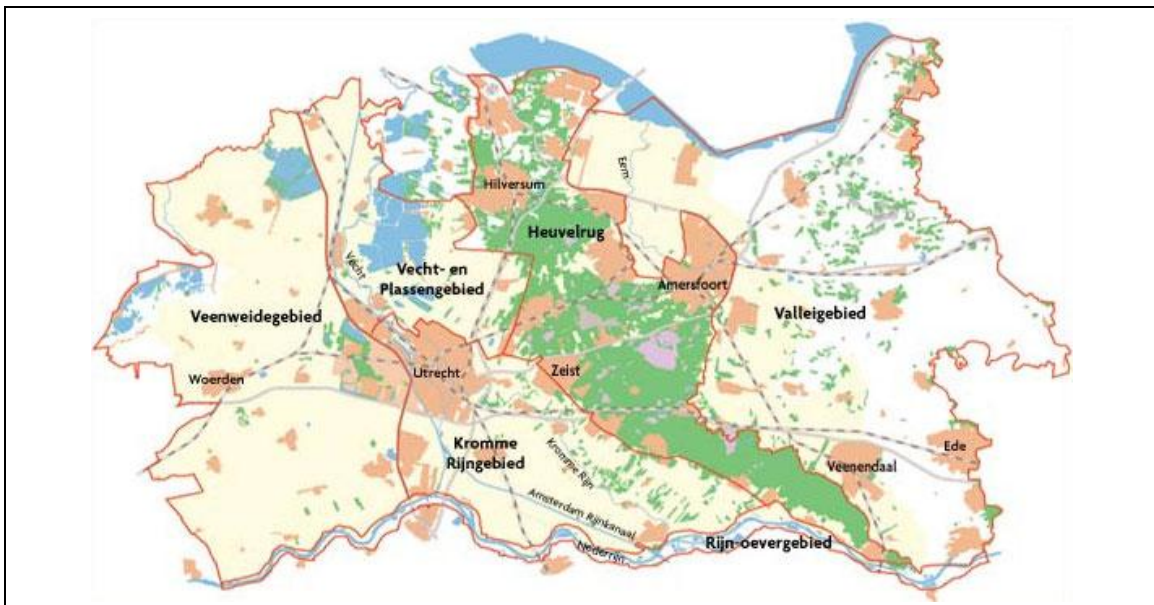 Eem
Hilversum
Heuvelrug
Vecht
Vecht- en
Plassengebied
Amersfoort
Veenweidegebied
Valleigebied
Woerden
Utrecht
Zeist
Kromme
Rijngebied
Kromme Rijn
Ede
Veenendaal
Amsterdam Rijnkanaal
Nederrijn
Rijn-oevergebied